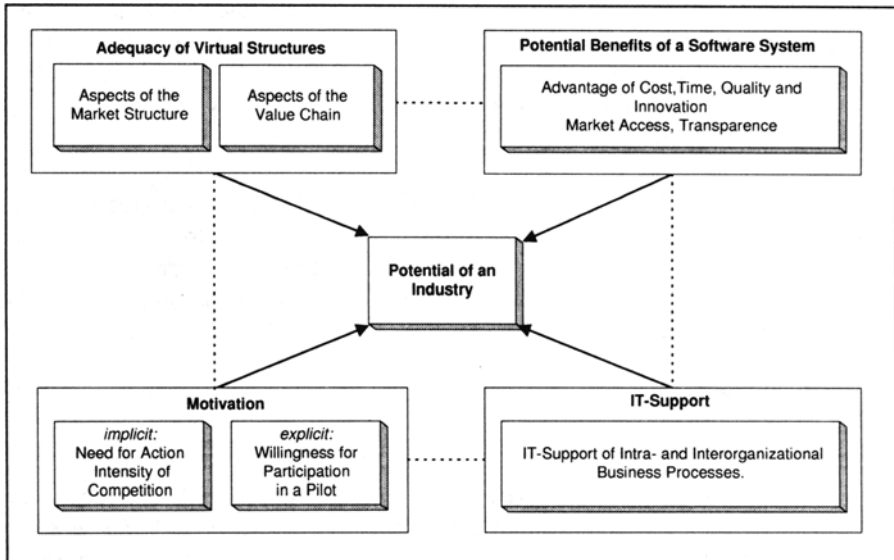 Adequacy of Virtual Structures
Aspects of the
Market Structure
Aspects of the
Value Chain
Potential Benefits of a Software System
Advantage of Cost,Time, Quality and
Innovation
Market Access, Transparence
Potential of an
Industry
Motivation
implicit:
Need for Action
Intensity of
Competition
explicit:
Willingness for
Participation
in a Pilot
IT-Support
IT-Support of Intra- and Interorganizational
Business Processes.